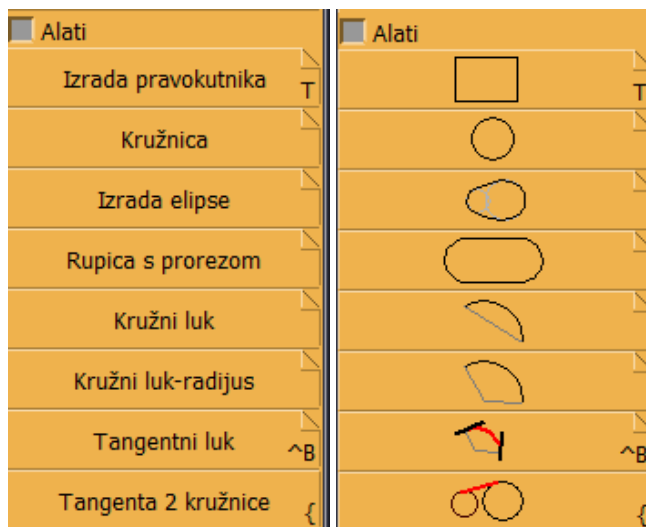 Alati
Izrada pravokutnika T
Kružnica
Izrada elipse
Rupica s prorezom
Kružni luk
Kružni luk-radijus
Tangentni luk ^B
Tangenta 2 kružnice {
Alati
T
^B
{